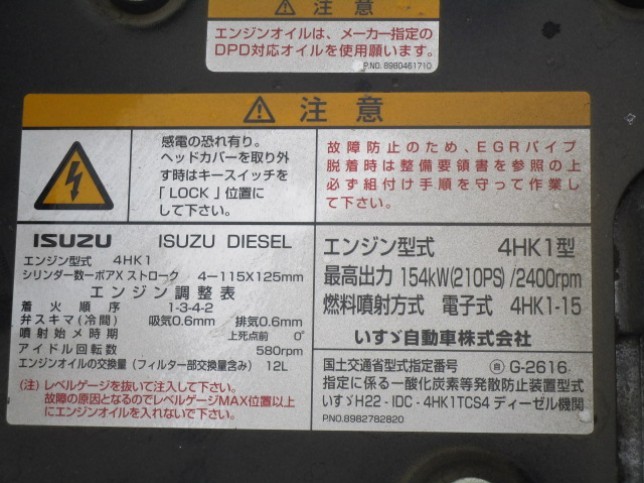 ⚠ 注意
エンジンオイルは、メーカー指定の
DPD対応オイルを使用願います。
P.NO. 8980461710
⚠ 注意
感電の恐れ有り。
ヘッドカバーを取り外
す時はキースイッチを
「LOCK」位置に
して下さい。
故障防止のため、EGRパイプ
脱着時は整備要領書を参照の上
必ず組付け手順を守って作業し
て下さい。
ISUZU ISUZU DIESEL
エンジン型式 4HK1
シリンダー数ーボアX ストローク 4-115X125mm
エンジン調整表
着火順序 1-3-4-2
弁スキマ(冷間) 吸気0.6mm 排気0.6mm
噴射始メ時期 上死点前 0°
アイドル回転数 580rpm
エンジンオイルの交換量(フィルター部交換量含み) 12L
(注) レベルゲージを抜いて注入して下さい。
故障の原因となるのでレベルゲージMAX位置以上
にエンジンオイルを入れないで下さい。
エンジン型式 4HK1型
最高出力 154kW(210PS)/2400rpm
燃料噴射方式 電子式 4HK1-15
いすゞ自動車株式会社
国土交通省型式指定番号 ㊀ G-2616
指定に係る一酸化炭素等発散防止装置型式
いすゞH22-IDC-4HK1TCS4 ディーゼル機関
P.NO.8982782820